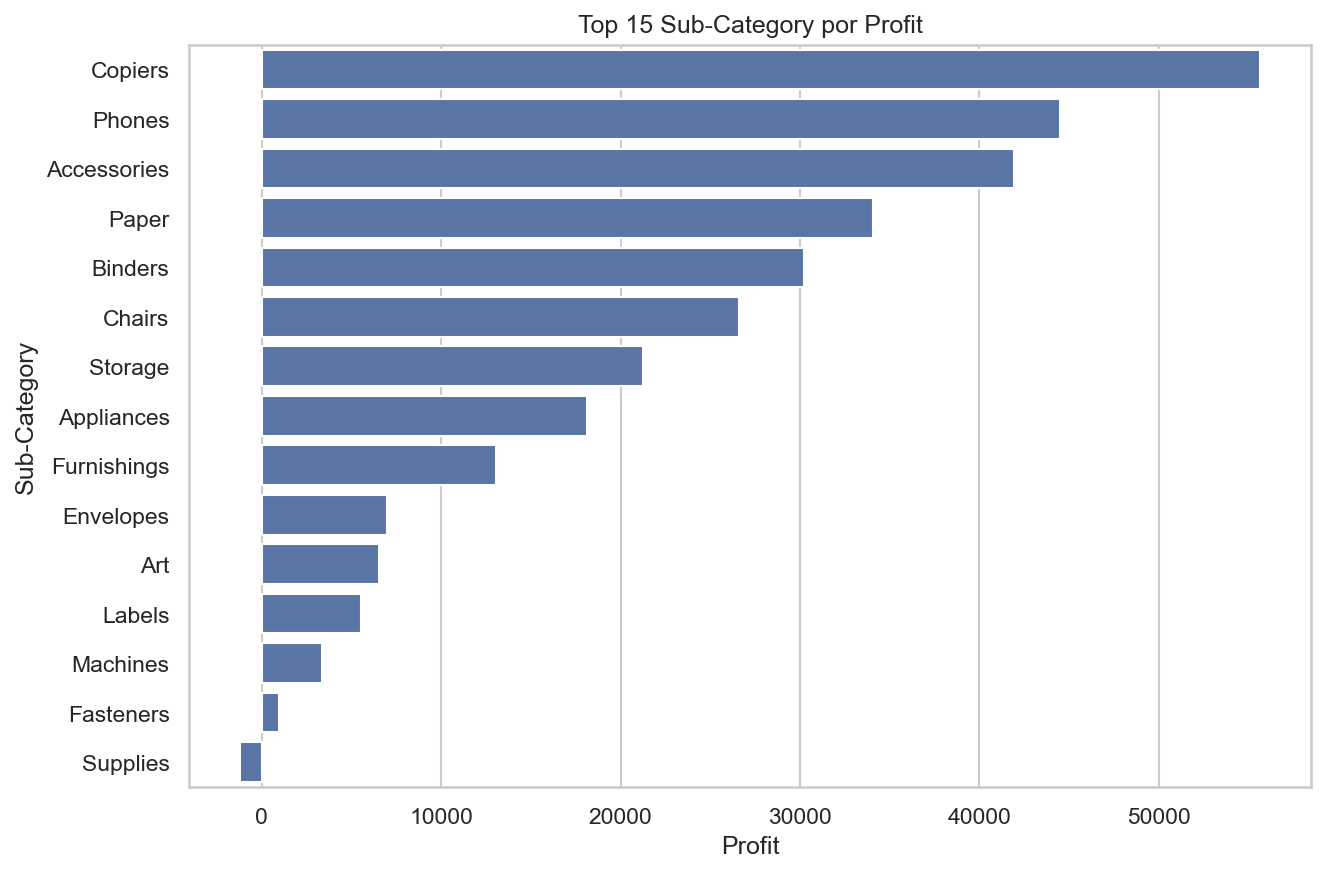 Top 15 Sub-Category por Profit
Sub-Category
Copiers
Phones
Accessories
Paper
Binders
Chairs
Storage
Appliances
Furnishings
Envelopes
Art
Labels
Machines
Fasteners
Supplies
0 10000 20000 30000 40000 50000
Profit